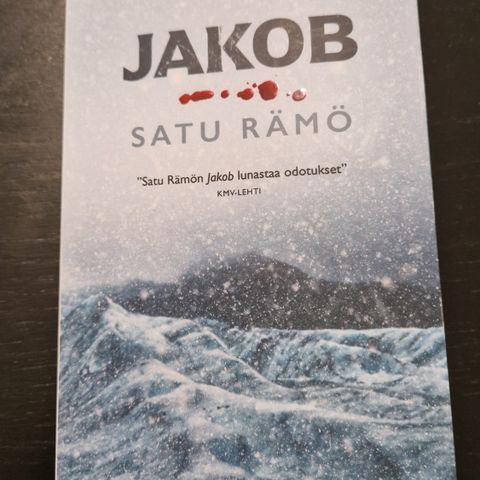 JAKOB
SATU RÄMÖ
”Satu Rämön Jakob lunastaa odotukset”
KMV-LEHTI